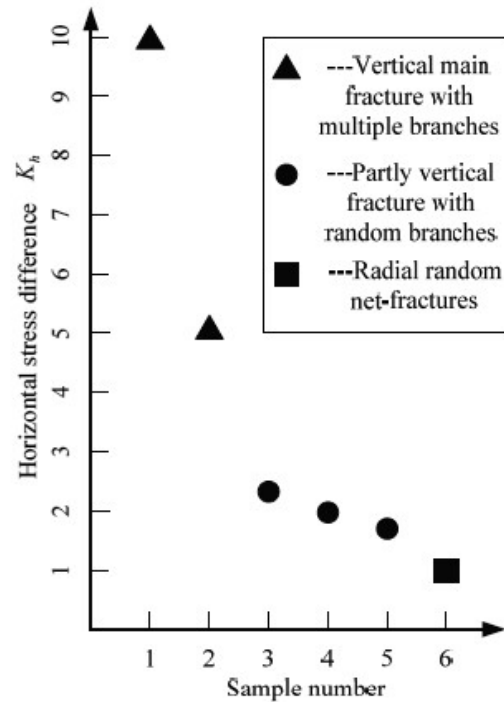 10
9
8
7
6
5
4
3
2
1
Horizontal stress difference K_h
---Vertical main
fracture with
multiple branches
---Partly vertical
fracture with
random branches
---Radial random
net-fractures
1 2 3 4 5 6
Sample number